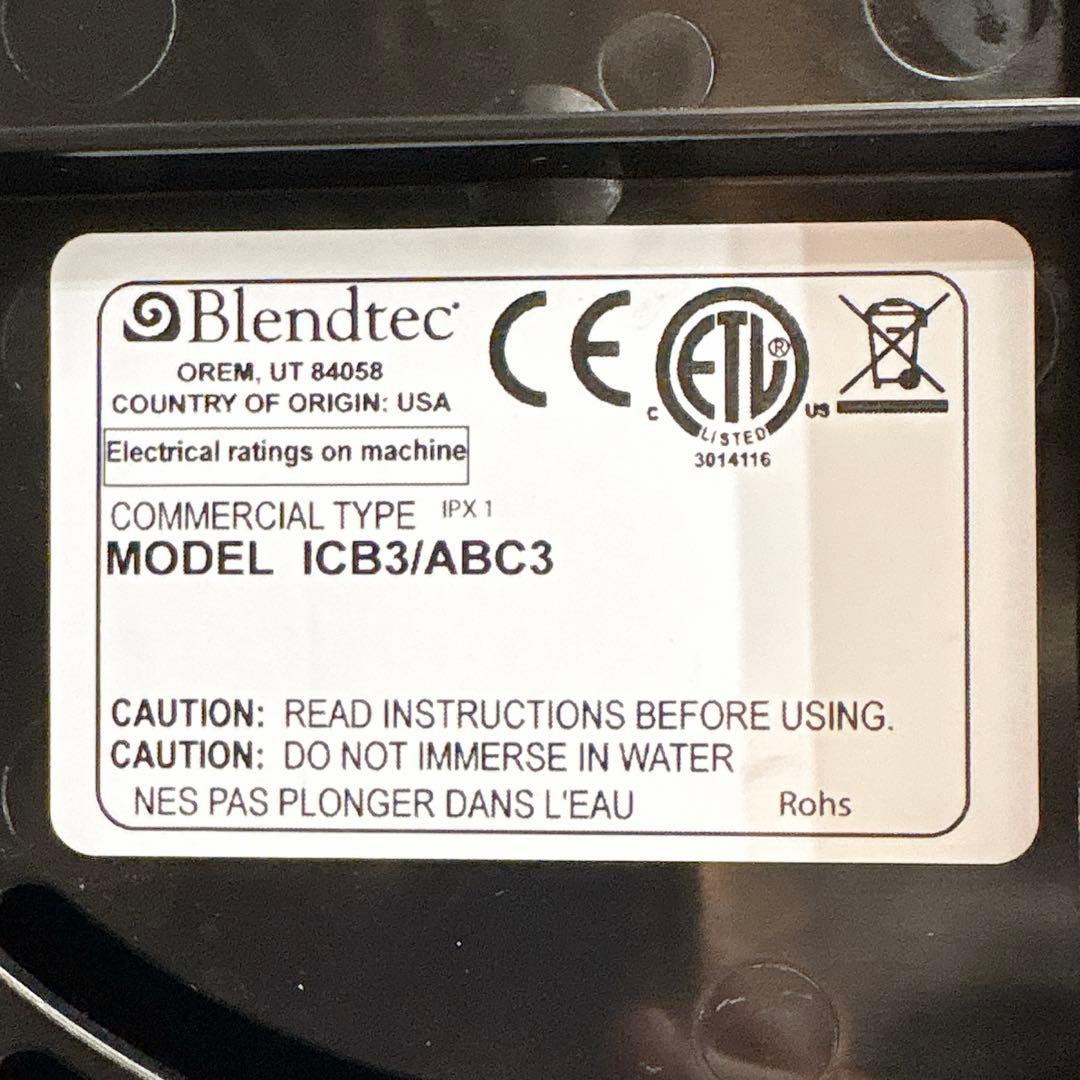 Blendtec
OREM, UT 84058
COUNTRY OF ORIGIN: USA
CE
C ETL ® US
LISTED
3014116
Electrical ratings on machine
COMMERCIAL TYPE IPX 1
MODEL ICB3/ABC3
CAUTION: READ INSTRUCTIONS BEFORE USING.
CAUTION: DO NOT IMMERSE IN WATER
NES PAS PLONGER DANS L'EAU
Rohs